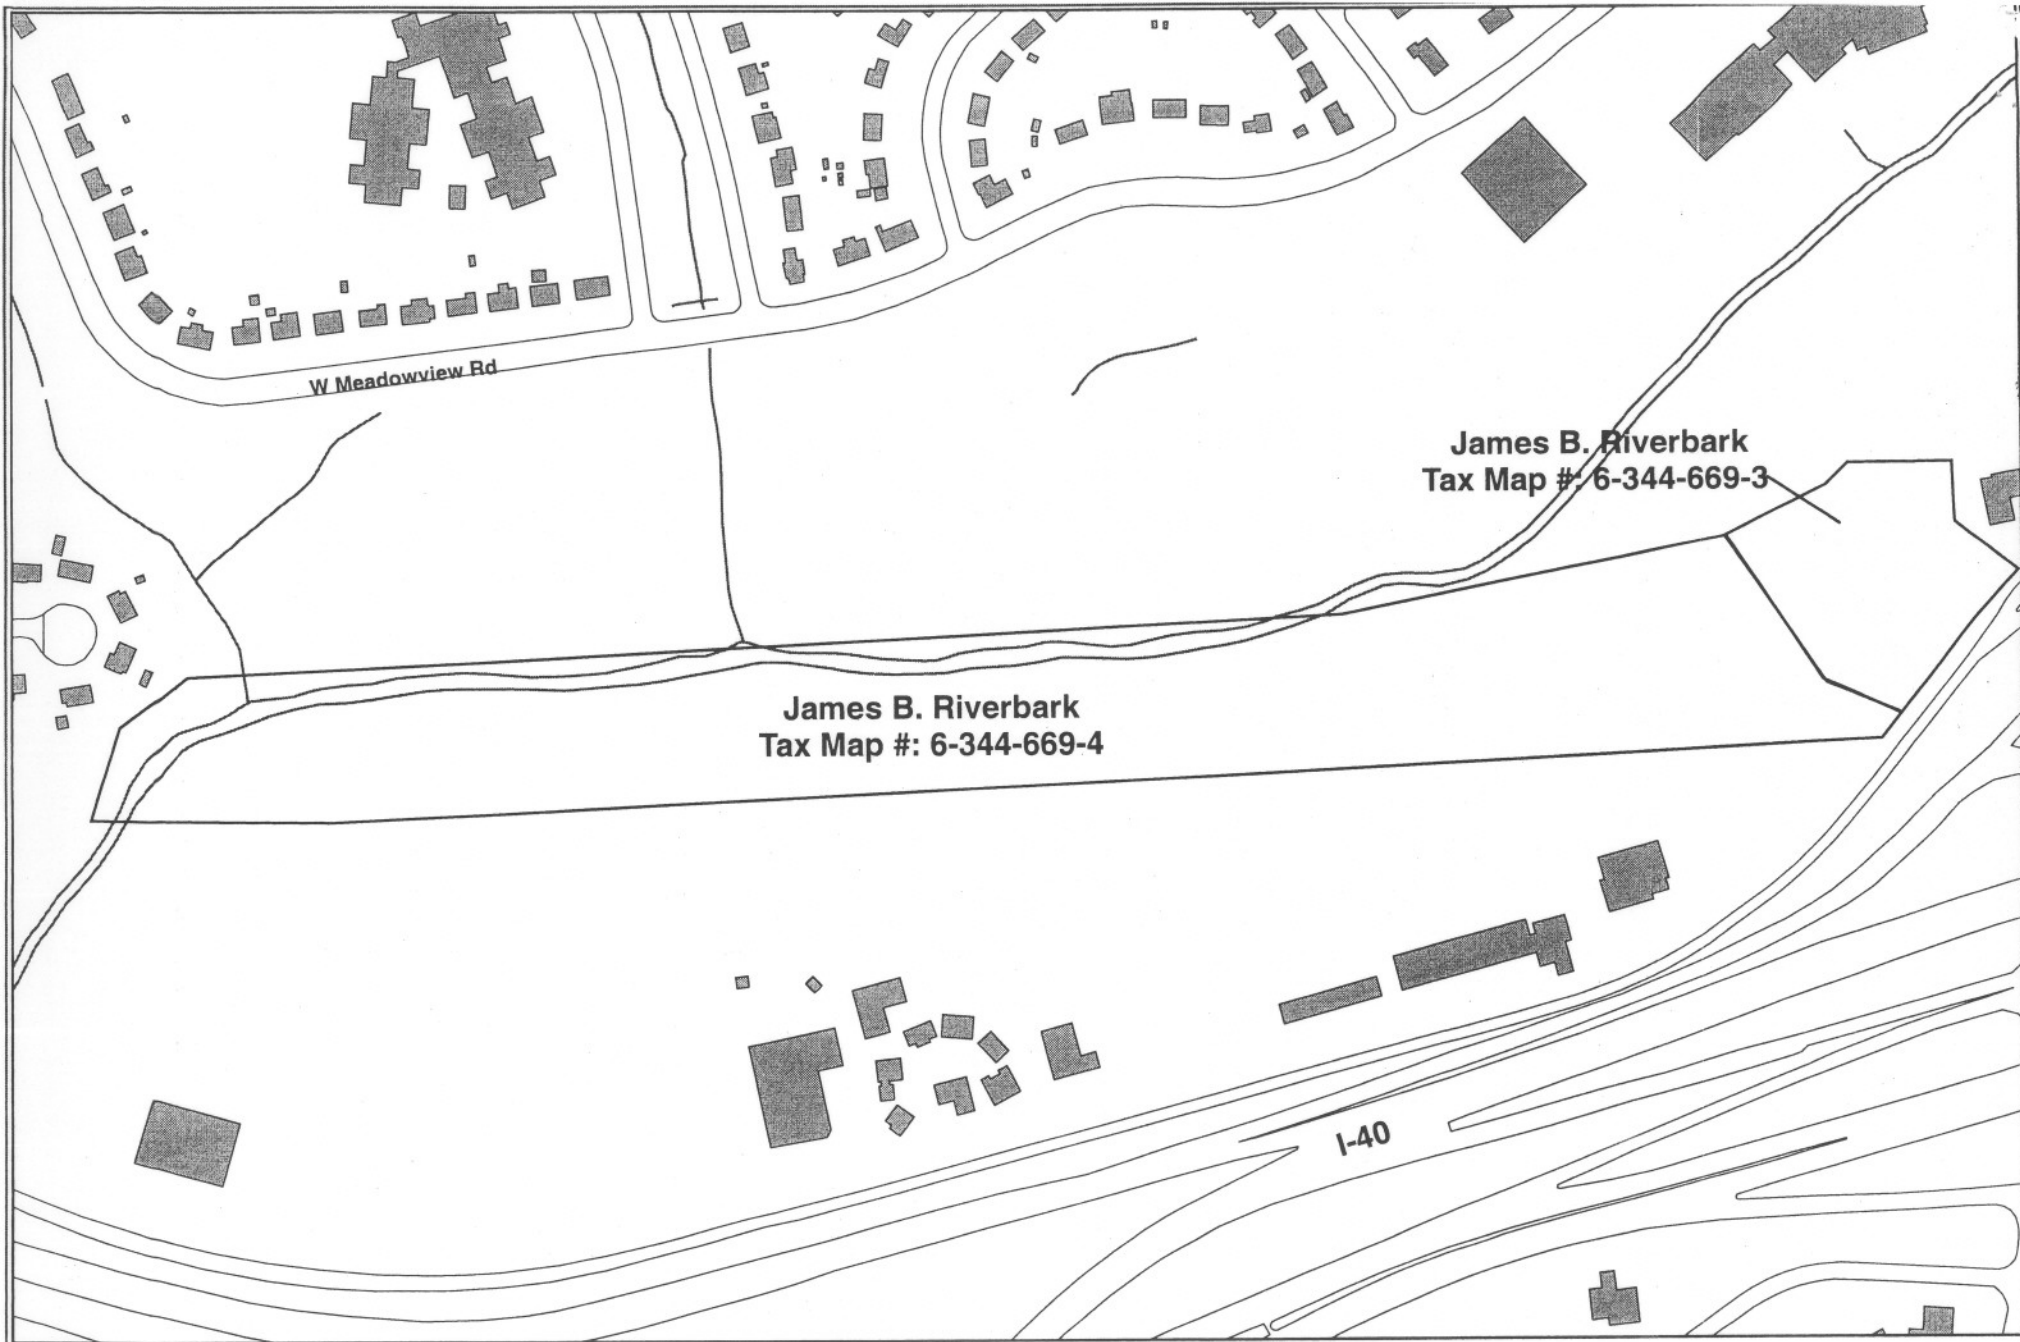 W Meadowview Rd
James B. Riverbark
Tax Map #: 6-344-669-3
James B. Riverbark
Tax Map #: 6-344-669-4
I-40